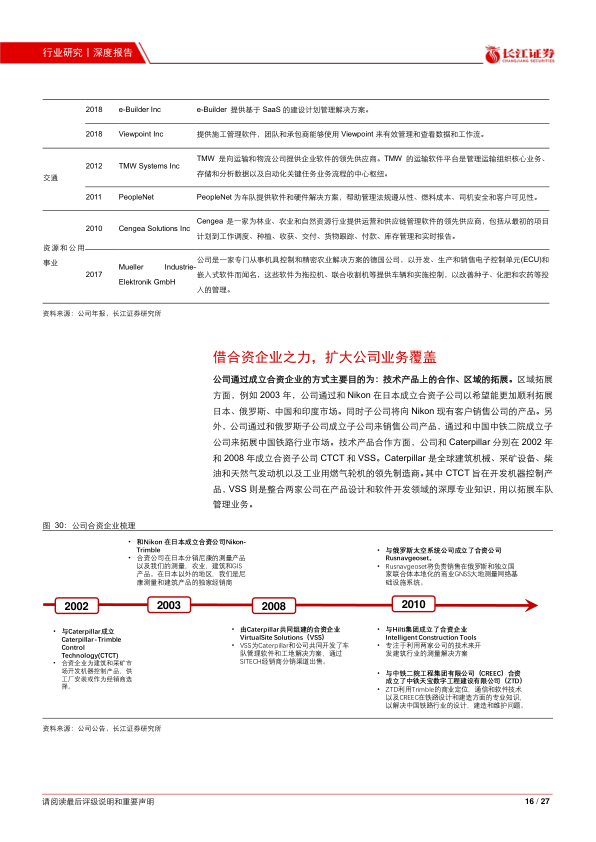 行业研究丨深度报告
长江证券
CHANGJIANG SECURITIES
2018 e-Builder Inc e-Builder 提供基于 SaaS 的建设计划管理解决方案。
2018 Viewpoint Inc 提供施工管理软件，团队和承包商能够使用 Viewpoint 来有效管理和查看数据和工作流。
交通
2012 TMW Systems Inc
TMW 是向运输和物流公司提供企业软件的领先供应商。TMW 的运输软件平台是管理运输组织核心业务、
存储和分析数据以及自动化关键任务业务流程的中心枢纽。
2011 PeopleNet PeopleNet 为车队提供软件和硬件解决方案，帮助管理法规遵从性、燃料成本、司机安全和客户可见性。
资源和公用
事业
2010 Cengea Solutions Inc
Cengea 是一家为林业、农业和自然资源行业提供运营和供应链管理软件的领先供应商，包括从最初的项目
计划到工作调度、种植、收获、交付、货物跟踪、付款、库存管理和实时报告。
2017
Mueller Industrie-
Elektronik GmbH
公司是一家专门从事机具控制和精密农业解决方案的德国公司，以开发、生产和销售电子控制单元(ECU)和
嵌入式软件而闻名，这些软件为拖拉机、联合收割机等提供车辆和实施控制，以改善种子、化肥和农药等投
入的管理。
资料来源：公司年报，长江证券研究所
借合资企业之力，扩大公司业务覆盖
公司通过成立合资企业的方式主要目的为：技术产品上的合作、区域的拓展。区域拓展
方面，例如 2003 年，公司通过和 Nikon 在日本成立合资子公司以希望能更加顺利拓展
日本、俄罗斯、中国和印度市场。同时子公司将向 Nikon 现有客户销售公司的产品。另
外，公司通过和俄罗斯子公司成立子公司来销售公司产品，通过和中国中铁二院成立子
公司来拓展中国铁路行业市场。技术产品合作方面，公司和 Caterpillar 分别在 2002 年
和 2008 年成立合资子公司 CTCT 和 VSS。Caterpillar 是全球建筑机械、采矿设备、柴
油和天然气发动机以及工业用燃气轮机的领先制造商。其中 CTCT 旨在开发机器控制产
品，VSS 则是整合两家公司在产品设计和软件开发领域的深厚专业知识，用以拓展车队
管理业务。
图 30：公司合资企业梳理
• 和Nikon 在日本成立合资公司Nikon-
Trimble
• 合资公司在日本分销尼康的测量产品
以及我们的测量、农业、建筑和GIS
产品。在日本以外的地区，我们是尼
康测量和建筑产品的独家经销商
• 与俄罗斯太空系统公司成立了合资公司
Rusnavgeoset。
• Rusnavgeoset将负责销售在俄罗斯和独立国
家联合体本地化的商业GNSS大地测量网络基
础设施系统。
2002 2003 2008 2010
• 与Caterpillar成立
Caterpillar-Trimble
Control
Technology(CTCT)
• 合资企业为建筑和采矿市
场开发机器控制产品，供
工厂安装或作为经销商选
择。
• 由Caterpillar共同组建的合资企业
VirtualSite Solutions（VSS）
• VSS为Caterpillar和公司共同开发了车
队管理软件和工地解决方案，通过
SITECH经销商分销渠道出售。
• 与Hilti集团成立了合资企业
Intelligent Construction Tools
• 专注于利用两家公司的技术来开
发建筑行业的测量解决方案
• 与中铁二院工程集团有限公司（CREEC）合资
成立了中铁天宝数字工程建设有限公司（ZTD）
• ZTD利用Trimble的商业定位、通信和软件技术
以及CREEC在铁路设计和建造方面的专业知识，
以解决中国铁路行业的设计、建造和维护问题。
资料来源：公司公告，长江证券研究所
请阅读最后评级说明和重要声明
16 / 27